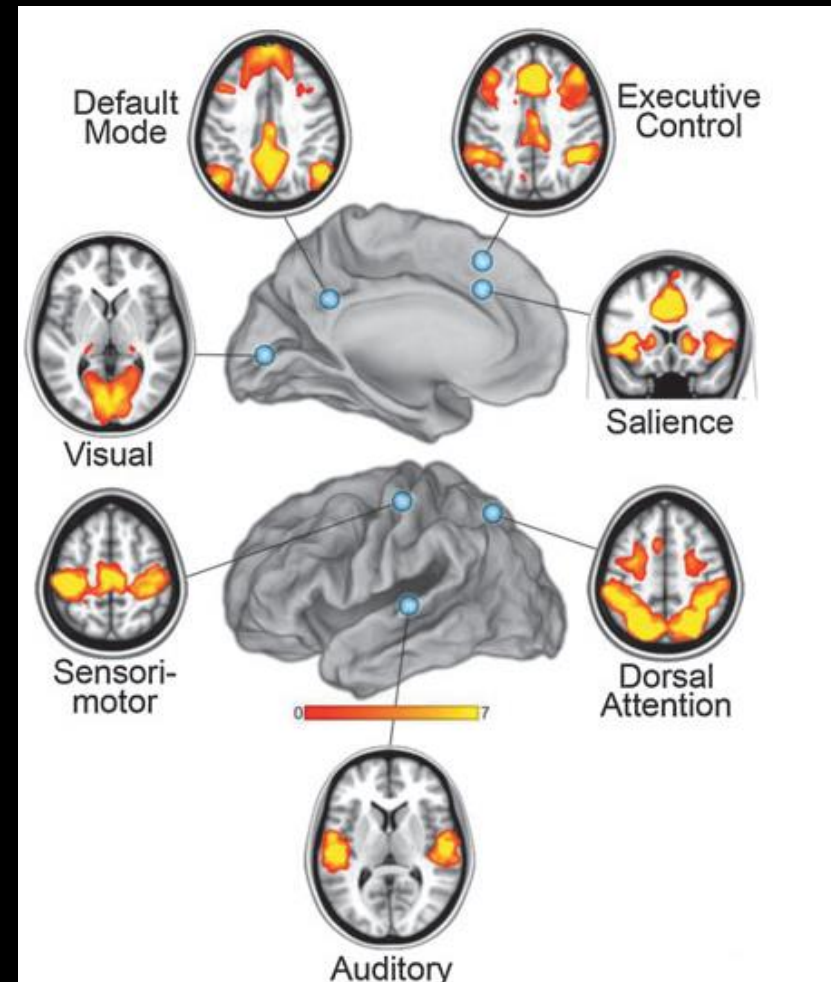 Default
Mode
Executive
Control
Visual
Salience
Sensori-
motor
Dorsal
Attention
0 7
Auditory